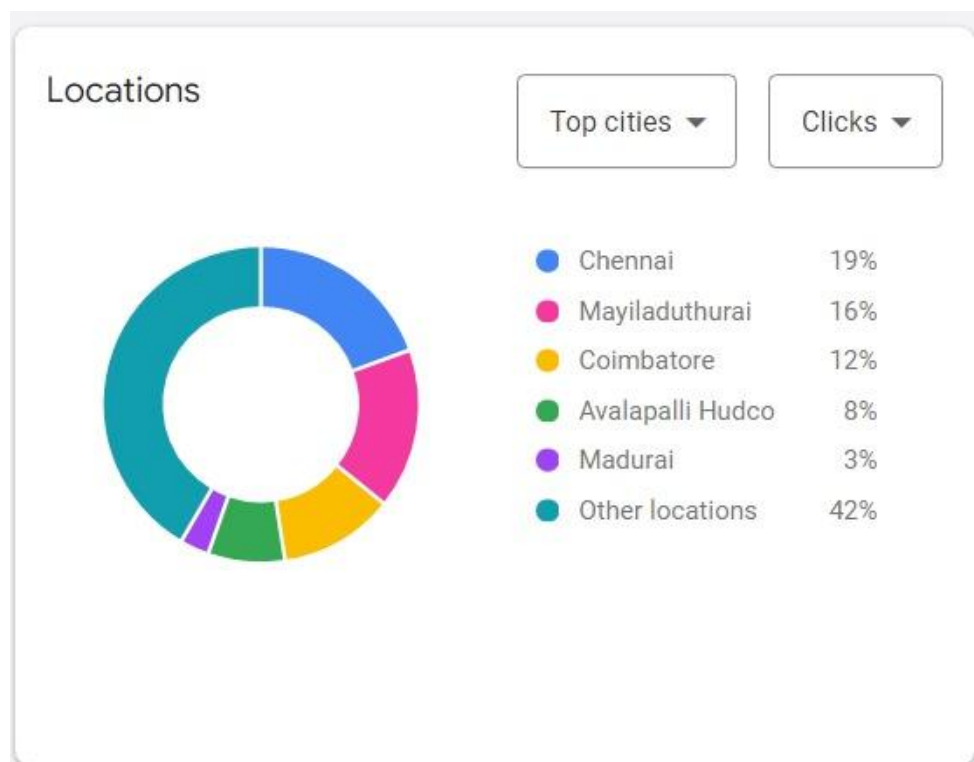 Locations
Top cities
Clicks
Chennai 19%
Mayiladuthurai 16%
Coimbatore 12%
Avalapalli Hudco 8%
Madurai 3%
Other locations 42%